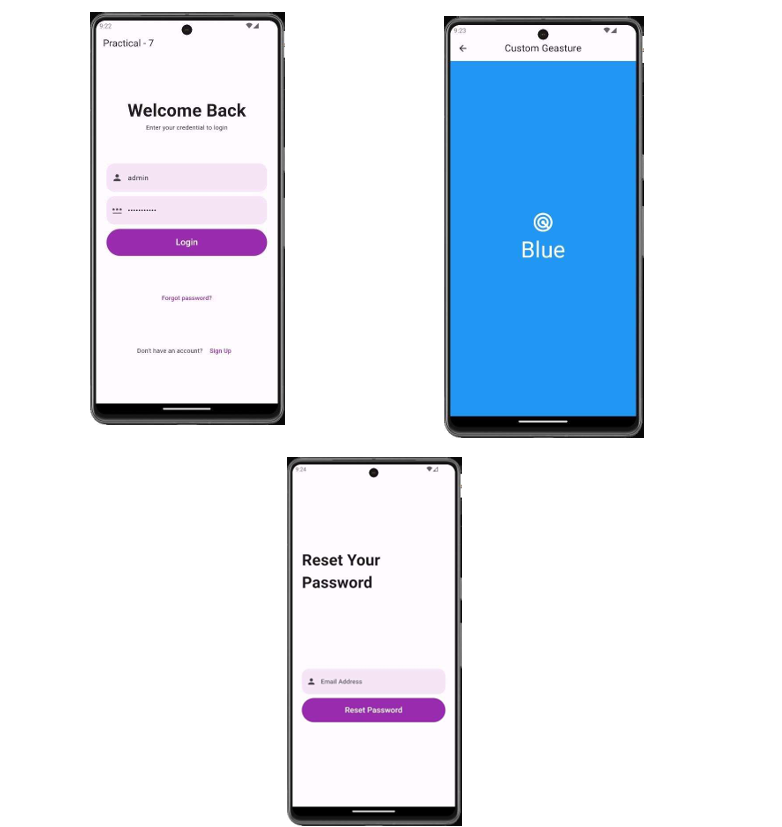 9:22
Practical - 7
Welcome Back
Enter your credential to login
admin
Login
Forgot password?
Don't have an account? Sign Up
9:23
Custom Geasture
Blue
9:24
Reset Your
Password
Email Address
Reset Password